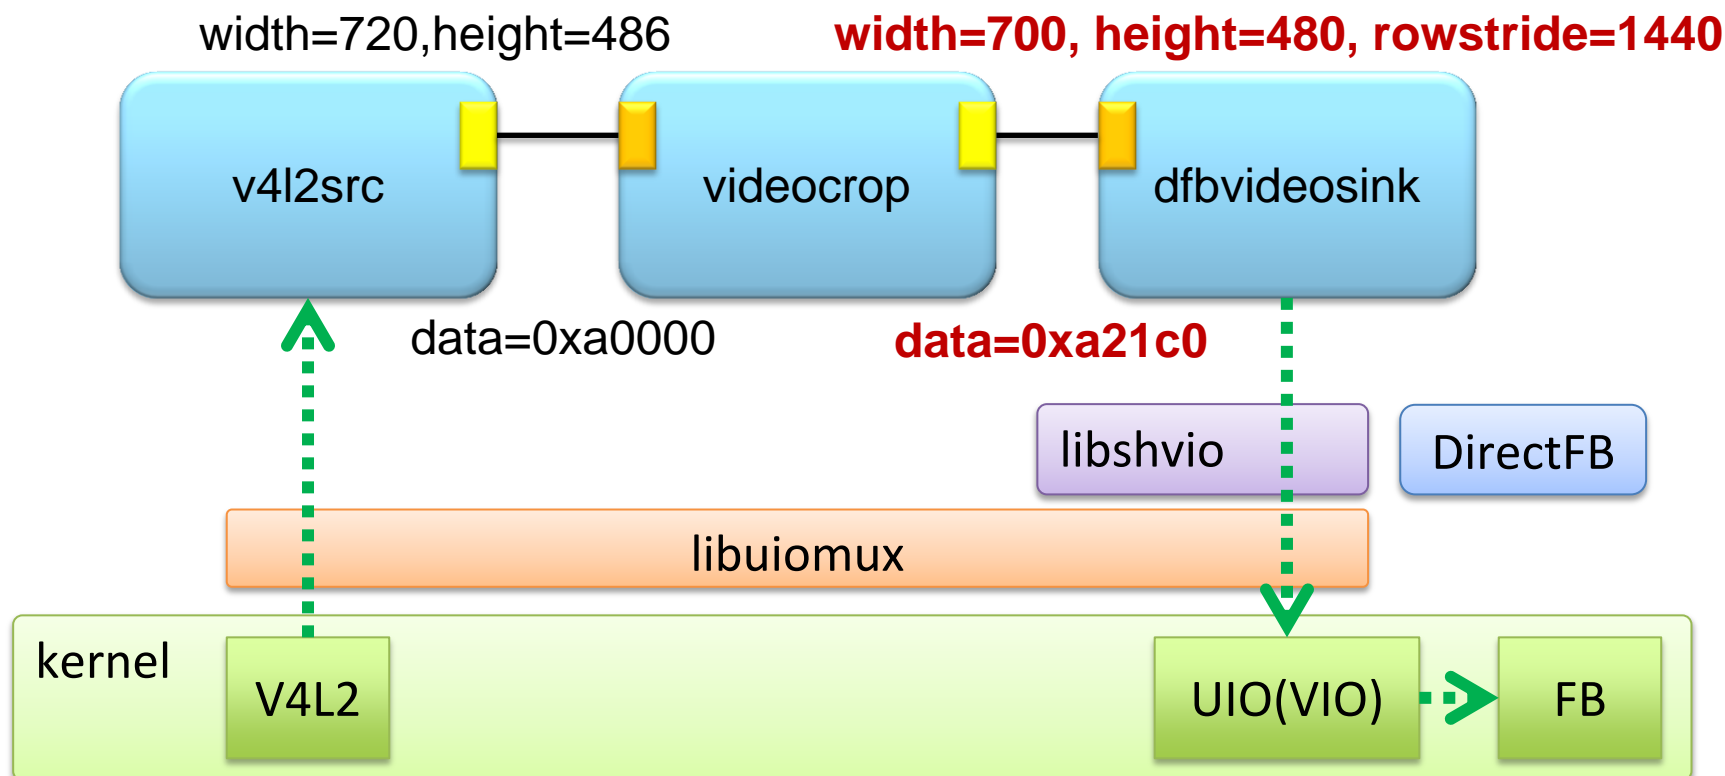 width=720,height=486
width=700, height=480, rowstride=1440
v4l2src
videocrop
dfbvideosink
data=0xa0000
data=0xa21c0
libshvio
DirectFB
libuiomux
kernel
V4L2
UIO(VIO)
FB